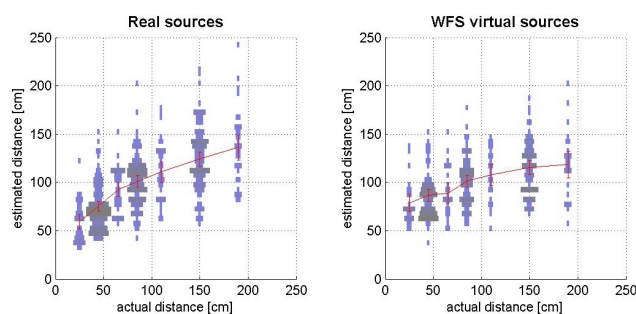 Real sources
WFS virtual sources
estimated distance [cm]
250
200
150
100
50
0
0 50 100 150 200 250
actual distance [cm]
estimated distance [cm]
250
200
150
100
50
0
0 50 100 150 200 250
actual distance [cm]